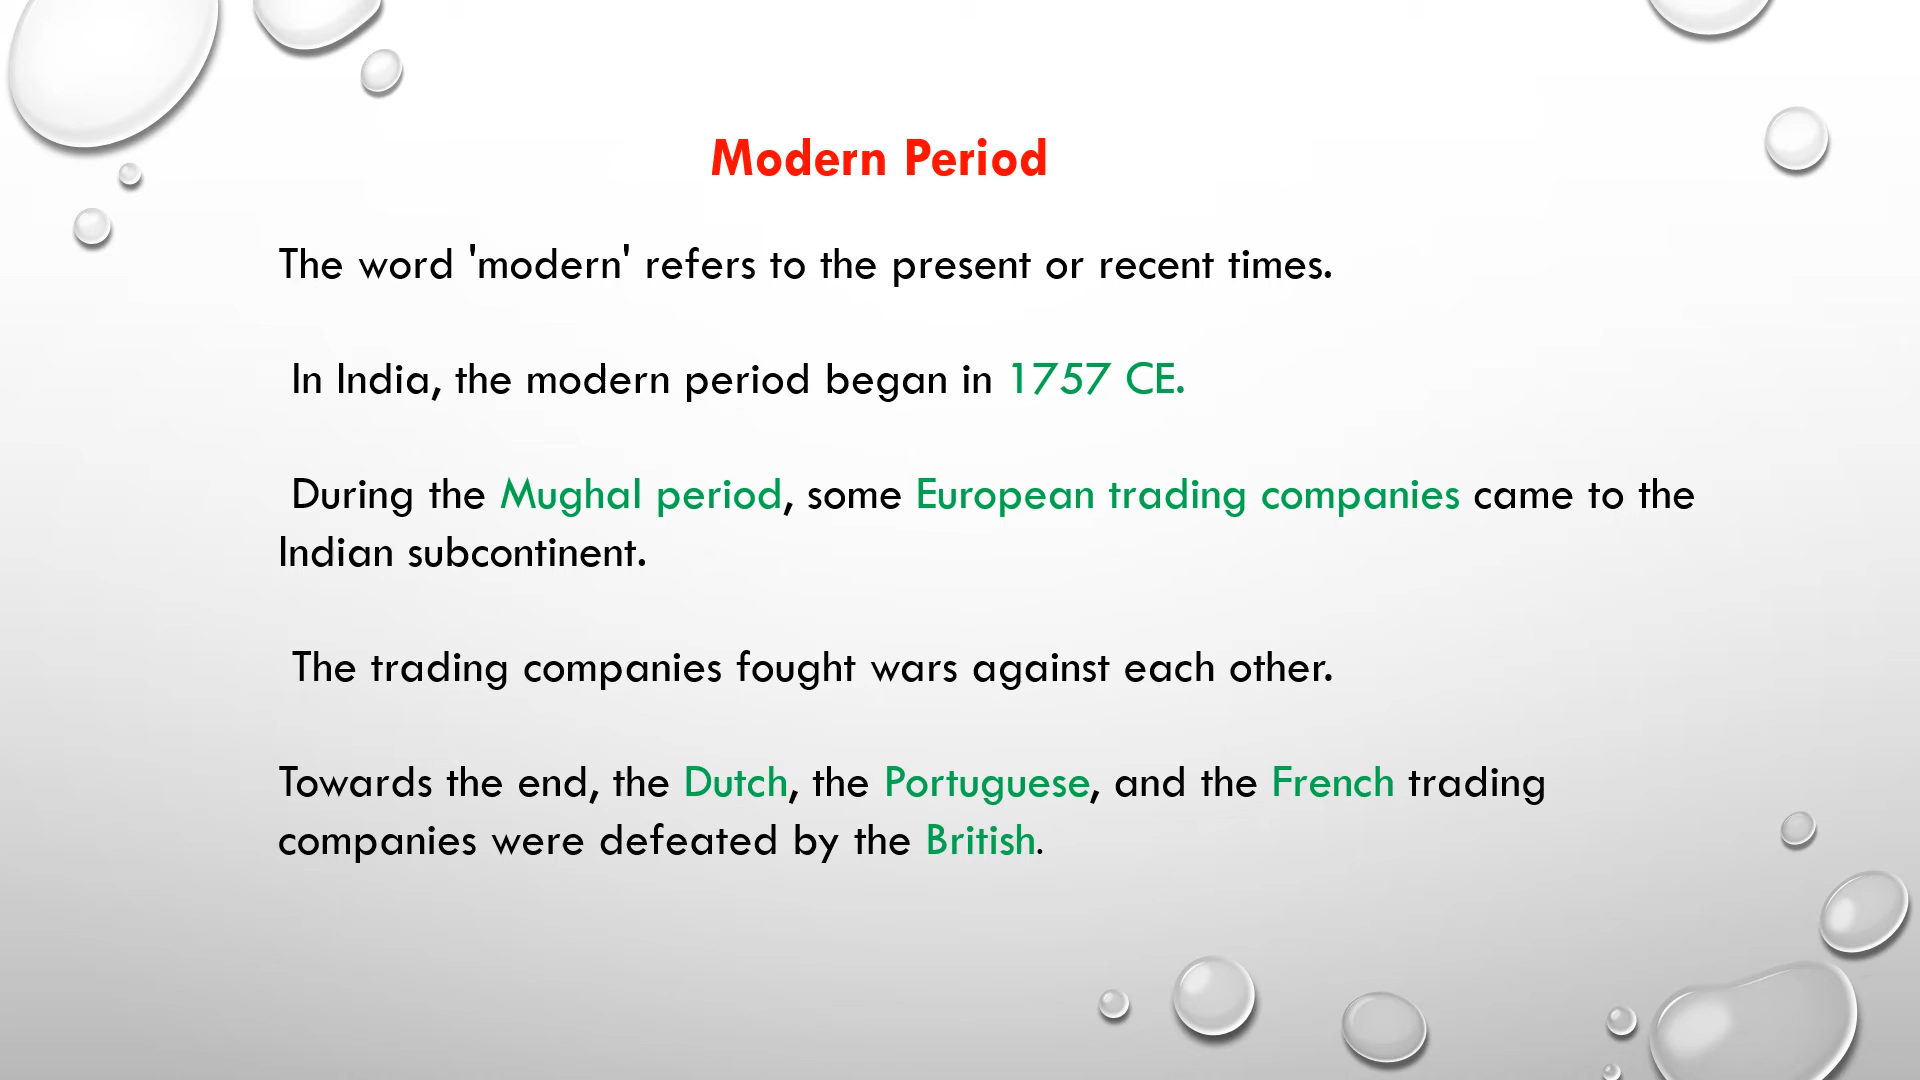 Modern Period
The word 'modern' refers to the present or recent times.
In India, the modern period began in 1757 CE.
During the Mughal period, some European trading companies came to the
Indian subcontinent.
The trading companies fought wars against each other.
Towards the end, the Dutch, the Portuguese, and the French trading
companies were defeated by the British.